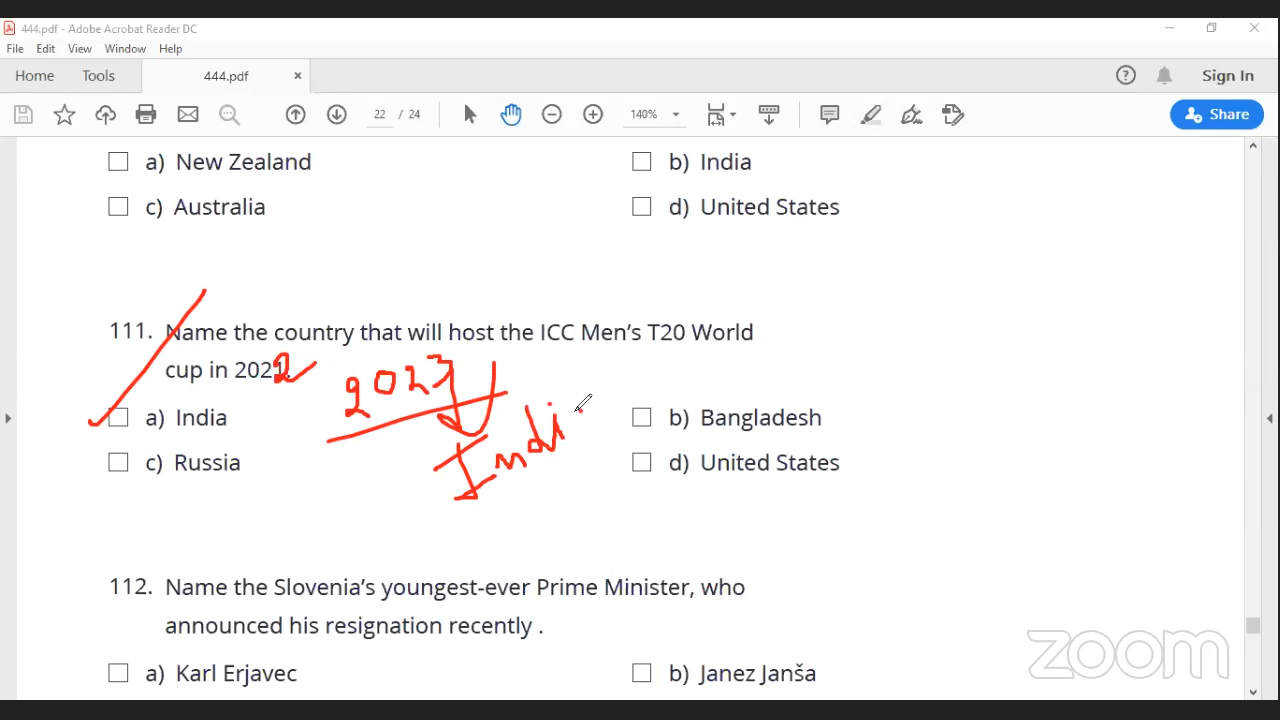 444.pdf - Adobe Acrobat Reader DC
File Edit View Window Help
Home Tools 444.pdf × ? Sign In
22 / 24 140% Share
a) New Zealand b) India
c) Australia d) United States
111. Name the country that will host the ICC Men's T20 World
cup in 2021.
2
2023
a) India b) Bangladesh
Indi
c) Russia d) United States
112. Name the Slovenia's youngest-ever Prime Minister, who
announced his resignation recently .
a) Karl Erjavec b) Janez Janša
zoom